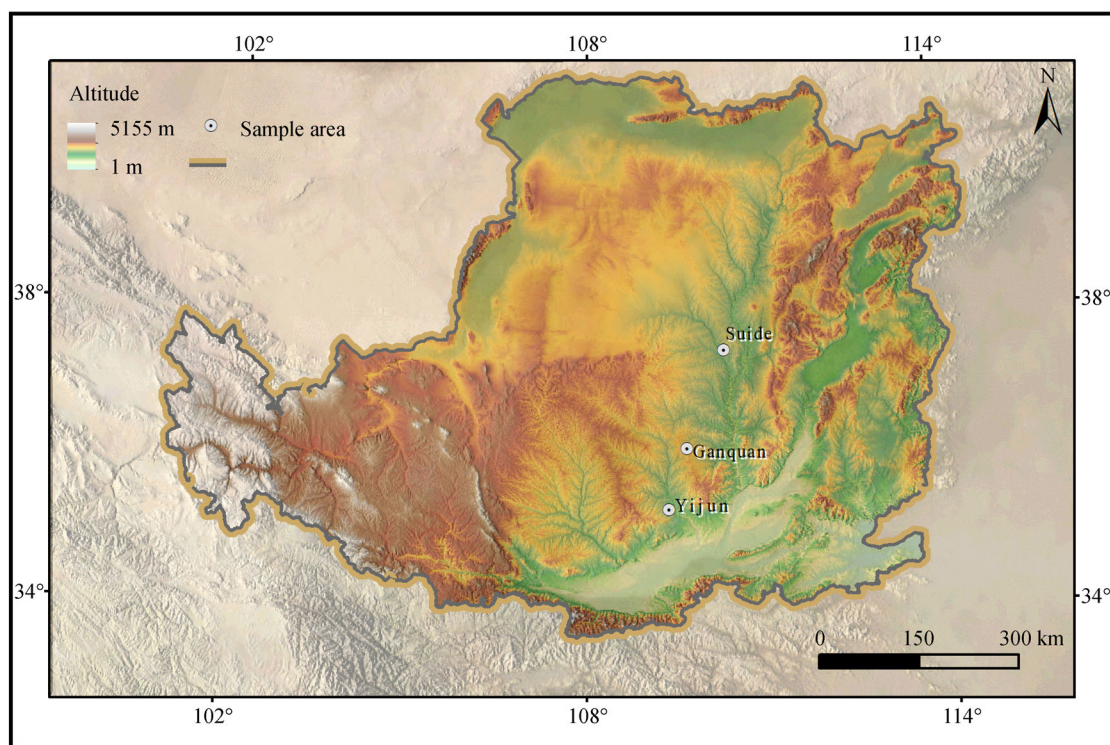 102°
108°
114°
N
Altitude
5155 m
Sample area
1 m
38°
38°
Suide
Ganquan
Yijun
34°
34°
0 150 300 km
102°
108°
114°